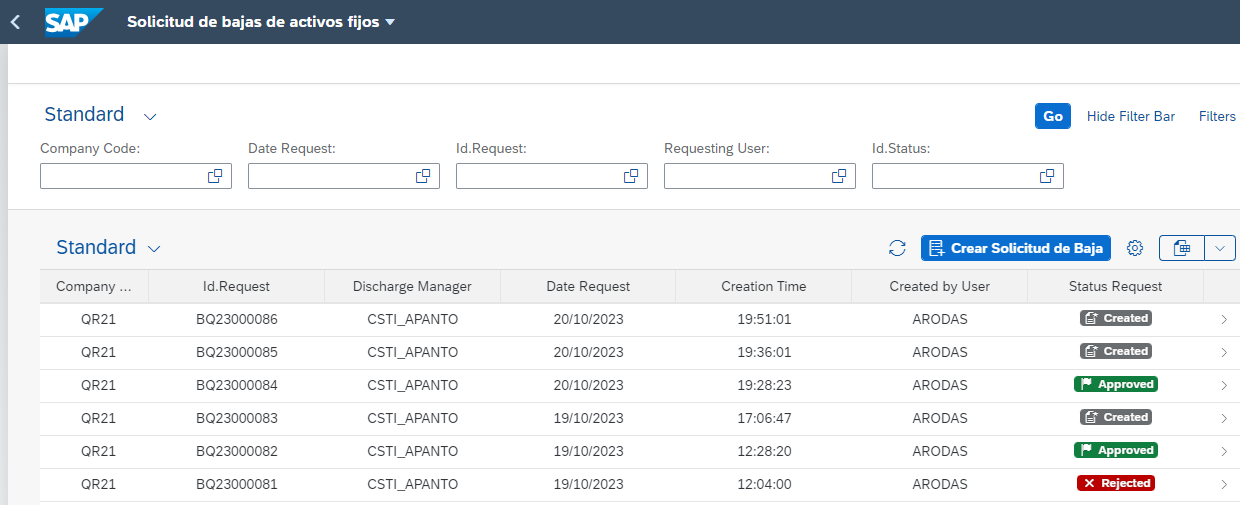 SAP Solicitud de bajas de activos fijos
Standard Go Hide Filter Bar Filters
Company Code: Date Request: Id.Request: Requesting User: Id.Status:
Standard Crear Solicitud de Baja
Company ... Id.Request Discharge Manager Date Request Creation Time Created by User Status Request
QR21 BQ23000086 CSTI_APANTO 20/10/2023 19:51:01 ARODAS Created
QR21 BQ23000085 CSTI_APANTO 20/10/2023 19:36:01 ARODAS Created
QR21 BQ23000084 CSTI_APANTO 20/10/2023 19:28:23 ARODAS Approved
QR21 BQ23000083 CSTI_APANTO 19/10/2023 17:06:47 ARODAS Created
QR21 BQ23000082 CSTI_APANTO 19/10/2023 12:28:20 ARODAS Approved
QR21 BQ23000081 CSTI_APANTO 19/10/2023 12:04:00 ARODAS Rejected